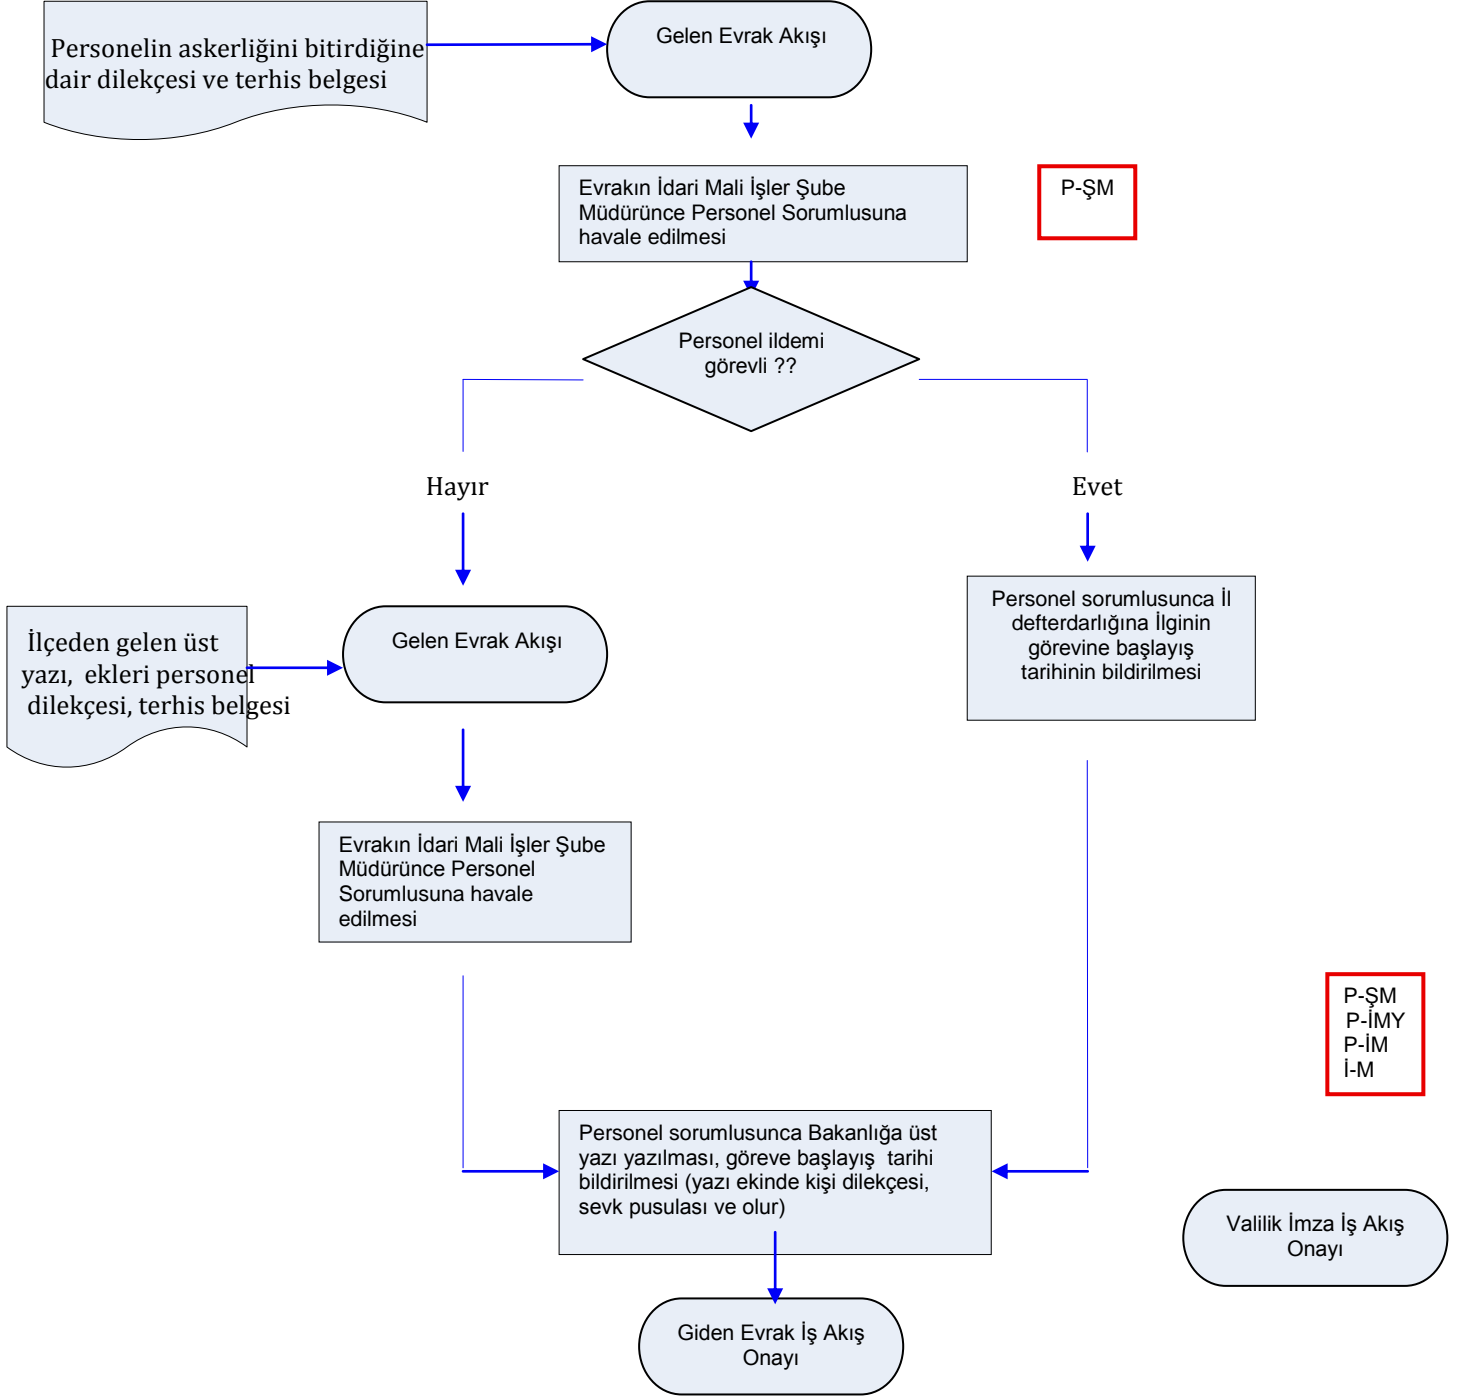 Personelin askerliğini bitirdiğine
dair dilekçesi ve terhis belgesi
Gelen Evrak Akışı
Evrakın İdari Mali İşler Şube
Müdürünce Personel Sorumlusuna
havale edilmesi
P-ŞM
Personel ildemi
görevli ??
Hayır
Evet
İlçeden gelen üst
yazı, ekleri personel
dilekçesi, terhis belgesi
Gelen Evrak Akışı
Personel sorumlusunca İl
defterdarlığına İlginin
görevine başlayış
tarihinin bildirilmesi
Evrakın İdari Mali İşler Şube
Müdürünce Personel
Sorumlusuna havale
edilmesi
P-ŞM
P-İMY
P-İM
İ-M
Personel sorumlusunca Bakanlığa üst
yazı yazılması, göreve başlayış tarihi
bildirilmesi (yazı ekinde kişi dilekçesi,
sevk pusulası ve olur)
Valilik İmza İş Akış
Onayı
Giden Evrak İş Akış
Onayı